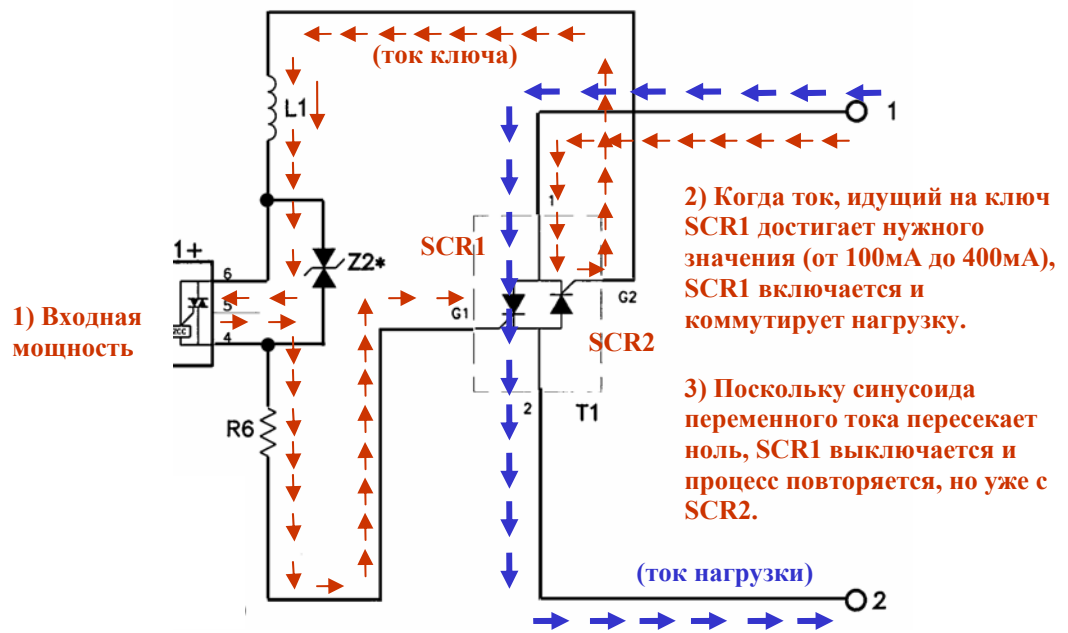 (ток ключа)
L1
1
1
2) Когда ток, идущий на ключ
SCR1 достигает нужного
значения (от 100мА до 400мА),
SCR1 включается и
коммутирует нагрузку.
SCR1
1+
6
Z2*
G2
5
G1
1) Входная
мощность
ZCC
4
SCR2
3) Поскольку синусоида
переменного тока пересекает
ноль, SCR1 выключается и
процесс повторяется, но уже с
SCR2.
2
T1
R6
(ток нагрузки)
2